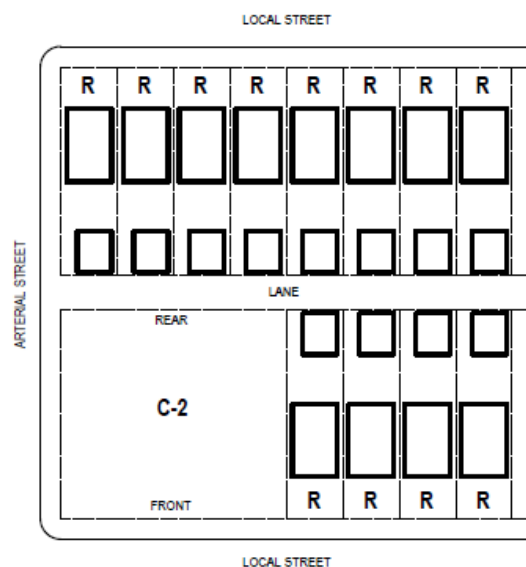 LOCAL STREET
R R R R R R R R
ARTERIAL STREET
LANE
REAR
C-2
FRONT
R R R R
LOCAL STREET